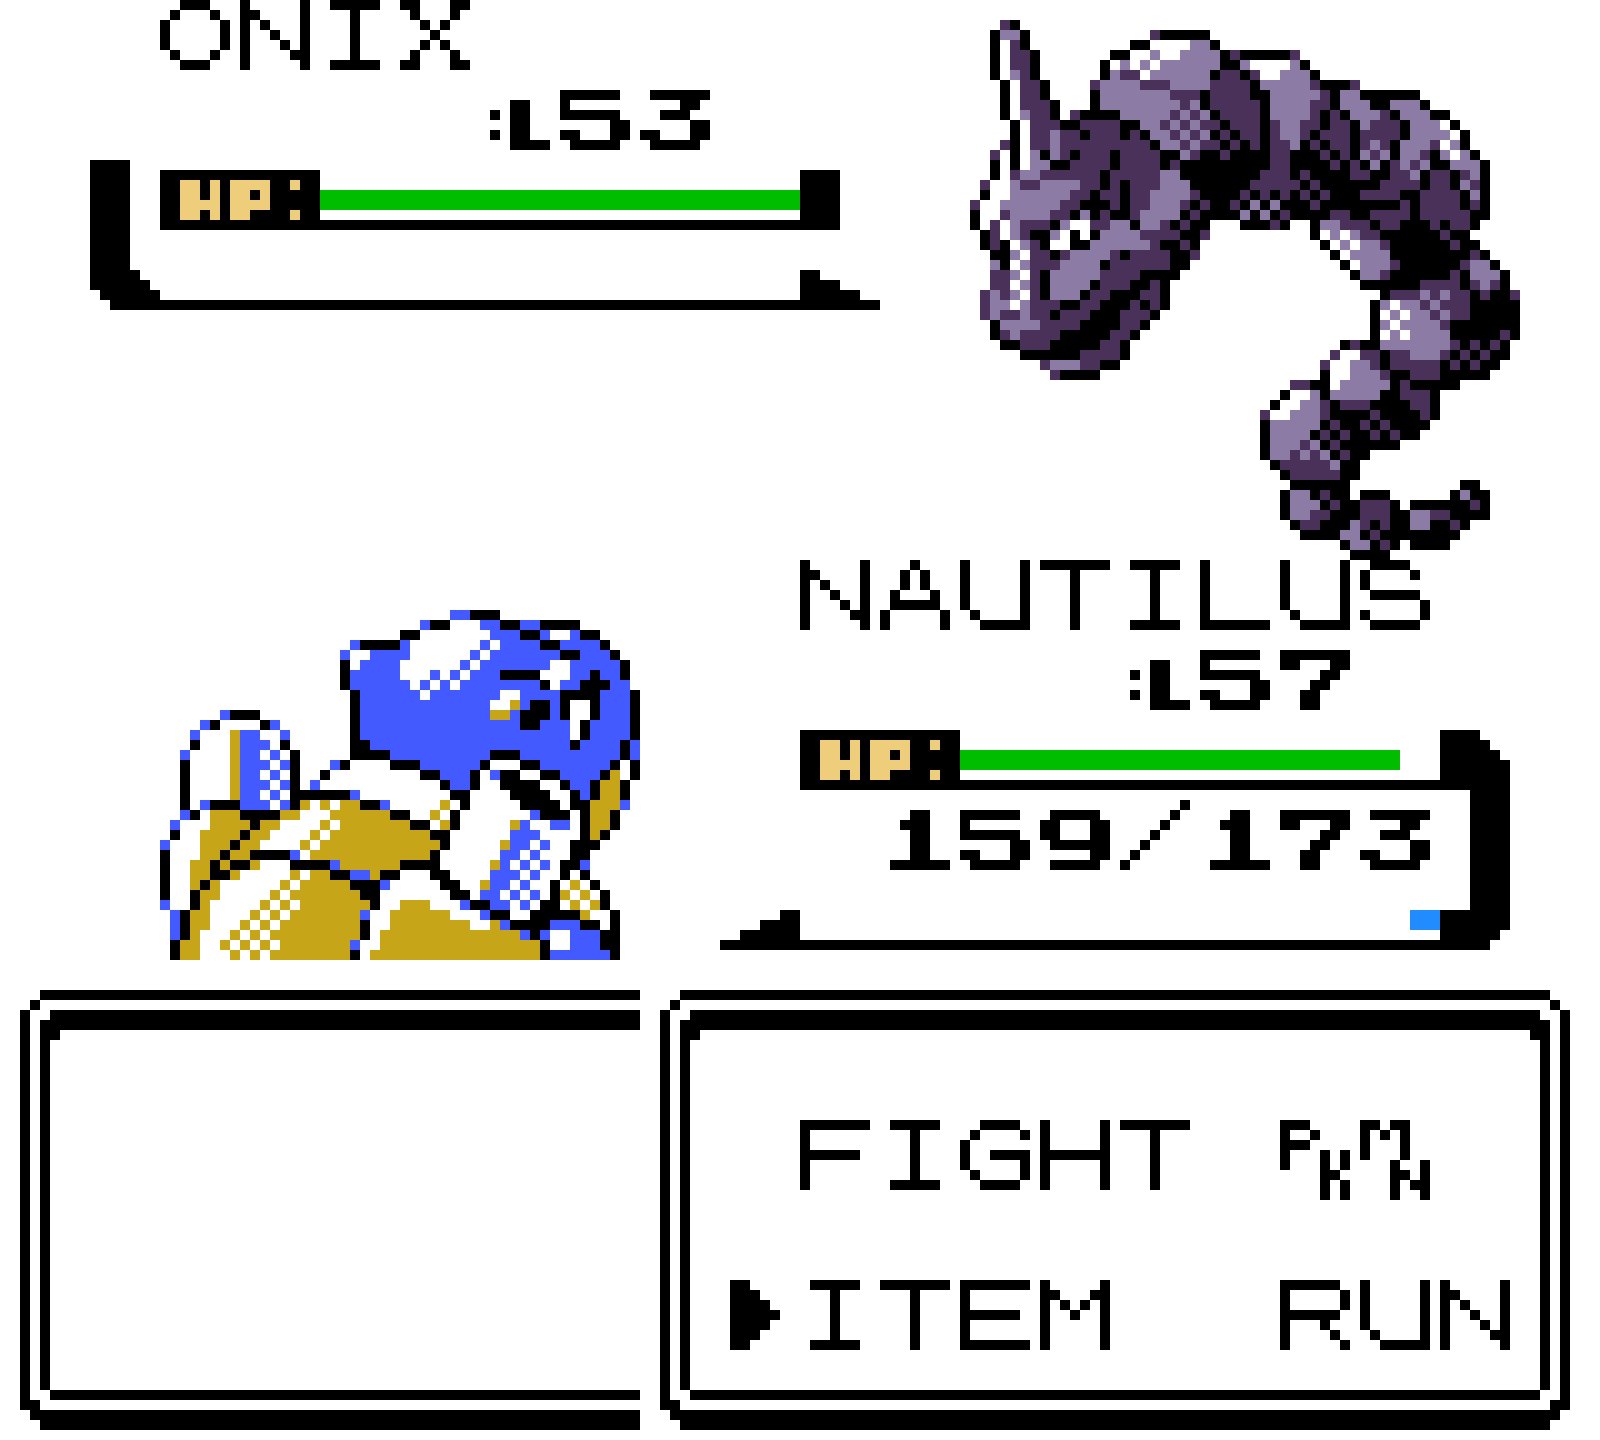 ONIX
:L53
HP:
NAUTILUS
:L57
HP:
159/173
FIGHT PKMN
▶ITEM RUN